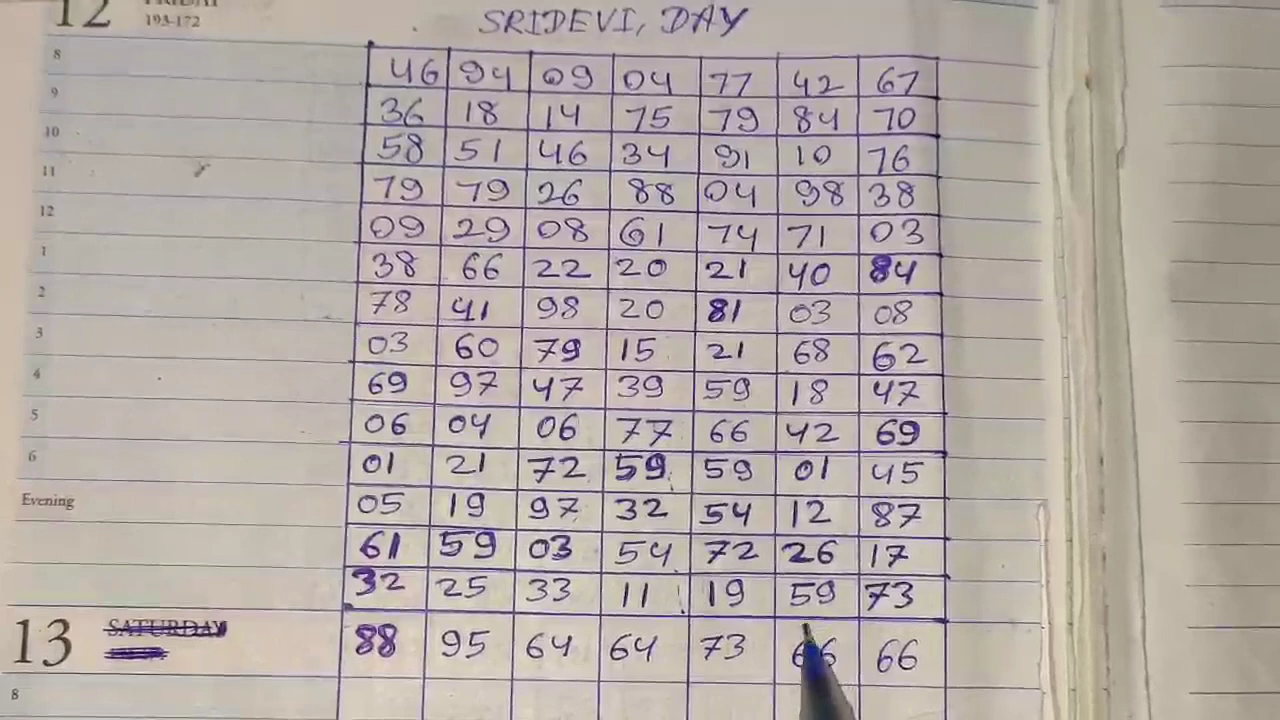 12 FRIDAY
193-172
SRIDEVI, DAY
8
46 94 09 04 77 42 67
9
36 18 14 75 79 84 70
10
58 51 46 34 91 10 76
11
79 79 26 88 04 98 38
12
09 29 08 61 74 71 03
1
38 66 22 20 21 40 84
2
78 41 98 20 81 03 08
3
03 60 79 15 21 68 62
4
69 97 47 39 59 18 47
5
06 04 06 77 66 42 69
6
01 21 72 59 59 01 45
Evening
05 19 97 32 54 12 87
61 59 03 54 72 26 17
32 25 33 11 19 59 73
13 SATURDAY
88 95 64 64 73 66 66
8